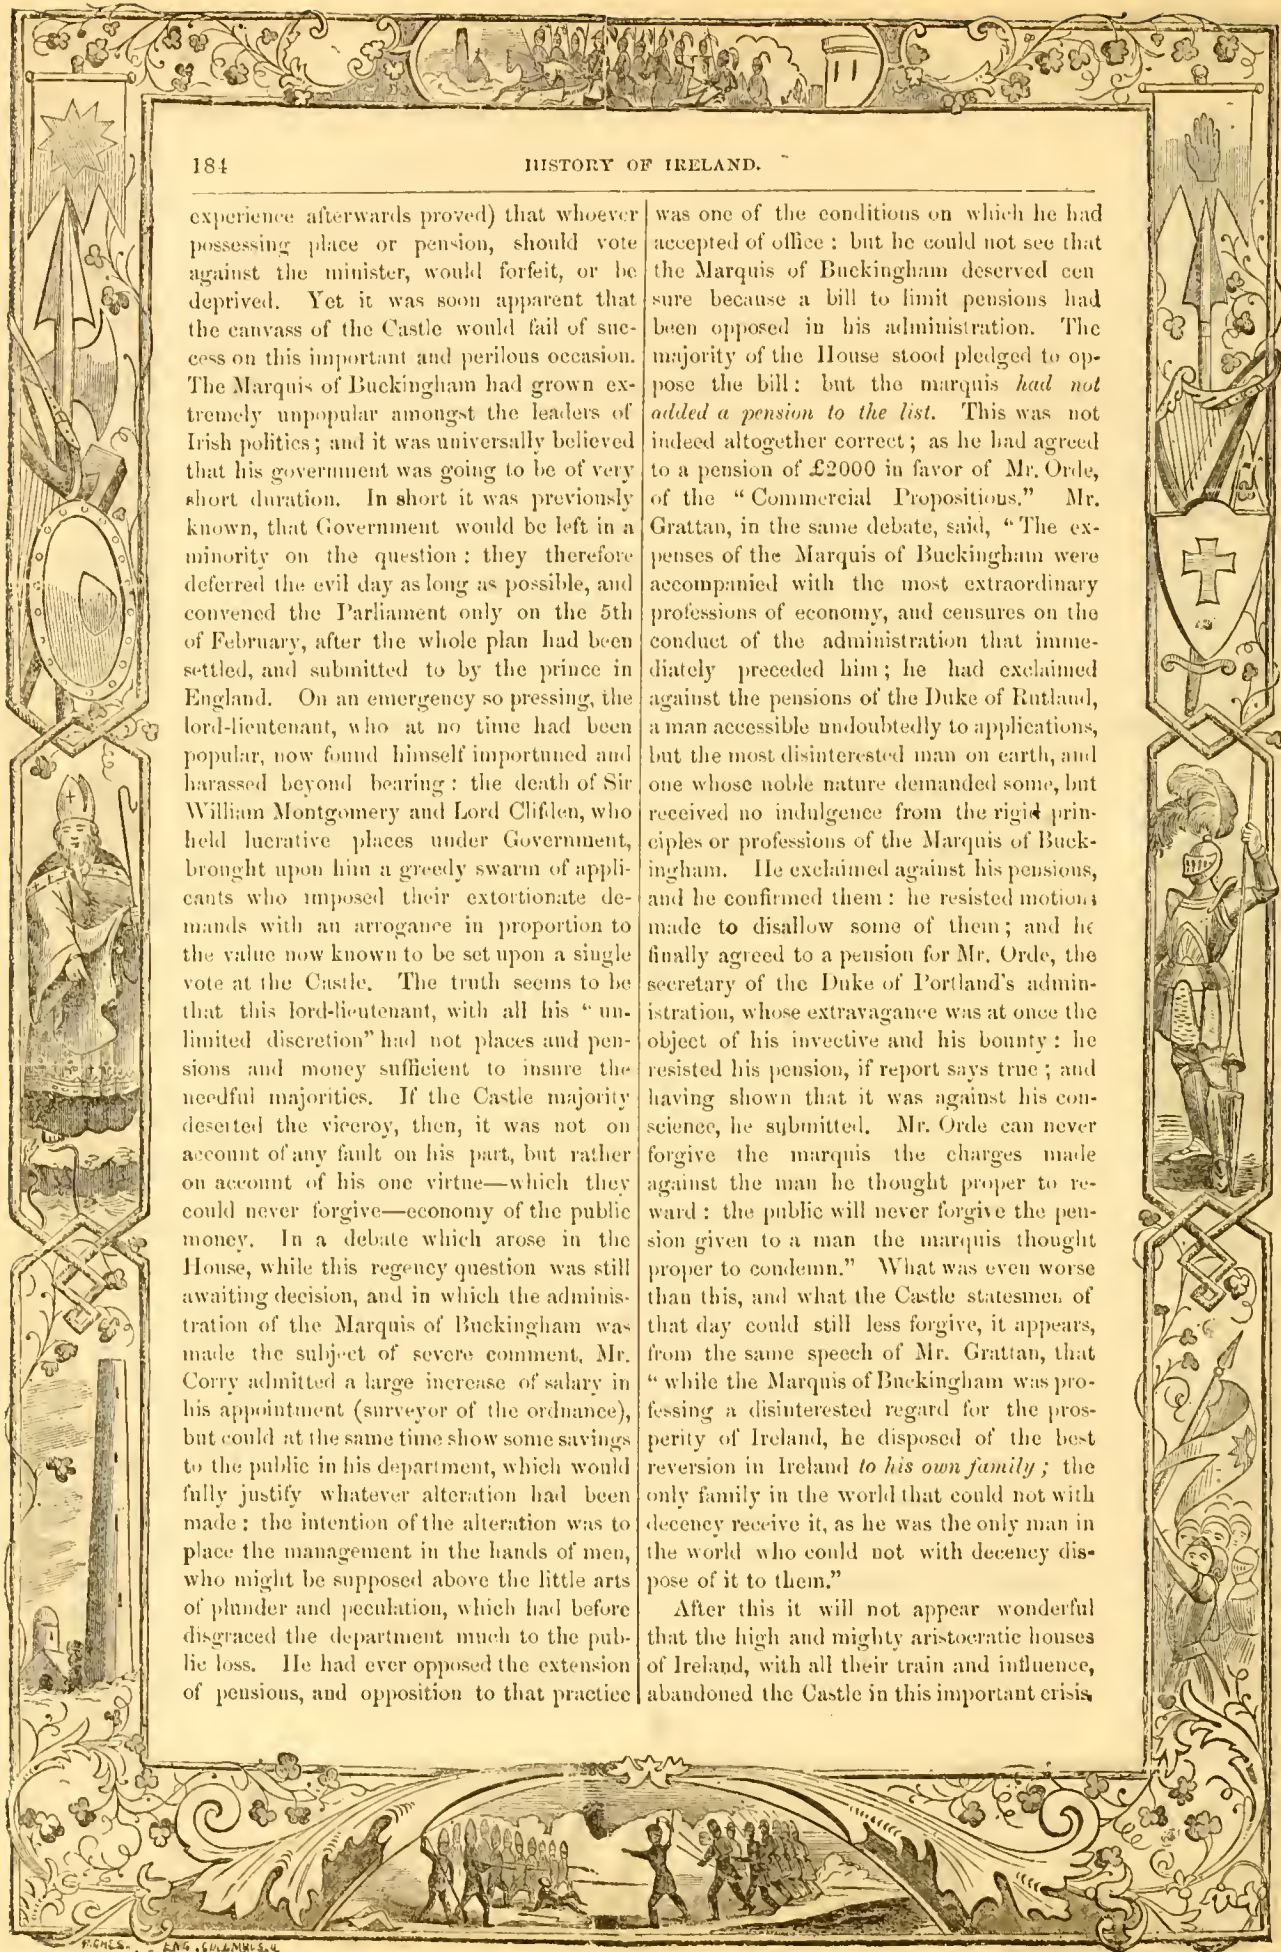 184
HISTORY OF IRELAND.
experience afterwards proved) that whoever
possessing place or pension, should vote
against the minister, would forfeit, or be
deprived. Yet it was soon apparent that
the canvass of the Castle would fail of suc-
cess on this important and perilous occasion.
The Marquis of Buckingham had grown ex-
tremely unpopular amongst the leaders of
Irish politics; and it was universally believed
that his government was going to be of very
short duration. In short it was previously
known, that Government would be left in a
minority on the question: they therefore
deferred the evil day as long as possible, and
convened the Parliament only on the 5th
of February, after the whole plan had been
settled, and submitted to by the prince in
England. On an emergency so pressing, the
lord-lieutenant, who at no time had been
popular, now found himself importuned and
harassed beyond bearing: the death of Sir
William Montgomery and Lord Clifden, who
held lucrative places under Government,
brought upon him a greedy swarm of appli-
cants who imposed their extortionate de-
mands with an arrogance in proportion to
the value now known to be set upon a single
vote at the Castle. The truth seems to be
that this lord-lieutenant, with all his "un-
limited discretion" had not places and pen-
sions and money sufficient to insure the
needful majorities. If the Castle majority
deserted the viceroy, then, it was not on
account of any fault on his part, but rather
on account of his one virtue—which they
could never forgive—economy of the public
money. In a debate which arose in the
House, while this regency question was still
awaiting decision, and in which the adminis-
tration of the Marquis of Buckingham was
made the subject of severe comment, Mr.
Corry admitted a large increase of salary in
his appointment (surveyor of the ordnance),
but could at the same time show some savings
to the public in his department, which would
fully justify whatever alteration had been
made: the intention of the alteration was to
place the management in the hands of men,
who might be supposed above the little arts
of plunder and peculation, which had before
disgraced the department much to the pub-
lic loss. He had ever opposed the extension
of pensions, and opposition to that practice
was one of the conditions on which he had
accepted of office: but he could not see that
the Marquis of Buckingham deserved cen
sure because a bill to limit pensions had
been opposed in his administration. The
majority of the House stood pledged to op-
pose the bill: but the marquis had not
added a pension to the list. This was not
indeed altogether correct; as he had agreed
to a pension of £2000 in favor of Mr. Orde,
of the "Commercial Propositions." Mr.
Grattan, in the same debate, said, "The ex-
penses of the Marquis of Buckingham were
accompanied with the most extraordinary
professions of economy, and censures on the
conduct of the administration that imme-
diately preceded him; he had exclaimed
against the pensions of the Duke of Rutland,
a man accessible undoubtedly to applications,
but the most disinterested man on earth, and
one whose noble nature demanded some, but
received no indulgence from the rigid prin-
ciples or professions of the Marquis of Buck-
ingham. He exclaimed against his pensions,
and he confirmed them: he resisted motions
made to disallow some of them; and he
finally agreed to a pension for Mr. Orde, the
secretary of the Duke of Portland's admin-
istration, whose extravagance was at once the
object of his invective and his bounty: he
resisted his pension, if report says true; and
having shown that it was against his con-
science, he submitted. Mr. Orde can never
forgive the marquis the charges made
against the man he thought proper to re-
ward: the public will never forgive the pen-
sion given to a man the marquis thought
proper to condemn." What was even worse
than this, and what the Castle statesmen of
that day could still less forgive, it appears,
from the same speech of Mr. Grattan, that
"while the Marquis of Buckingham was pro-
fessing a disinterested regard for the pros-
perity of Ireland, he disposed of the best
reversion in Ireland to his own family; the
only family in the world that could not with
decency receive it, as he was the only man in
the world who could not with decency dis-
pose of it to them."
After this it will not appear wonderful
that the high and mighty aristocratic houses
of Ireland, with all their train and influence,
abandoned the Castle in this important crisis,